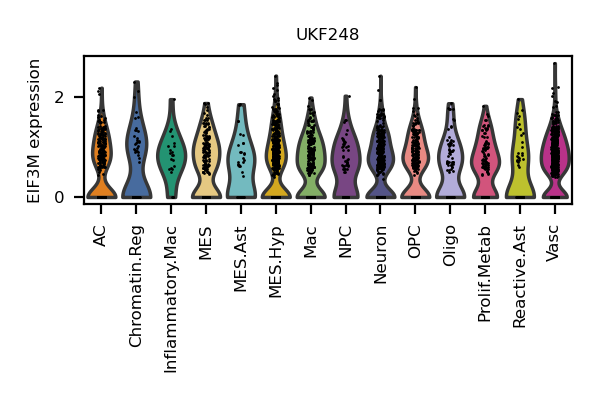 UKF248
EIF3M expression
2
0
AC
Chromatin.Reg
Inflammatory.Mac
MES
MES.Ast
MES.Hyp
Mac
NPC
Neuron
OPC
Oligo
Prolif.Metab
Reactive.Ast
Vasc